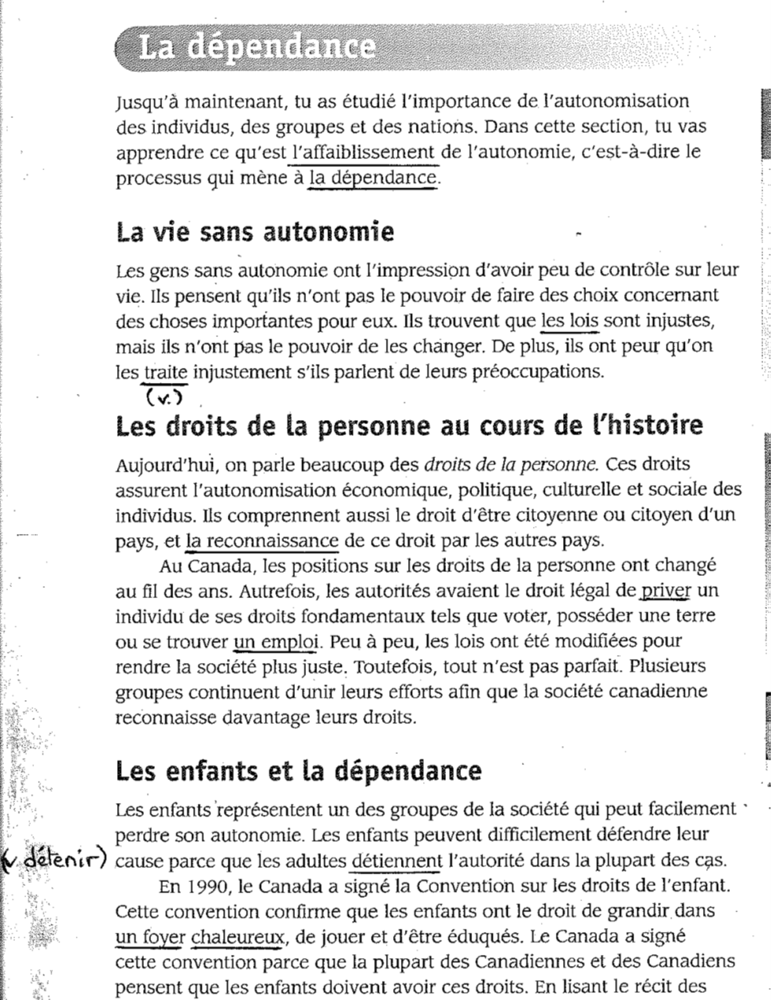 La dépendance
Jusqu'à maintenant, tu as étudié l'importance de l'autonomisation
des individus, des groupes et des nations. Dans cette section, tu vas
apprendre ce qu'est l'affaiblissement de l'autonomie, c'est-à-dire le
processus qui mène à la dépendance.
La vie sans autonomie
Les gens sans autonomie ont l'impression d'avoir peu de contrôle sur leur
vie. Ils pensent qu'ils n'ont pas le pouvoir de faire des choix concernant
des choses importantes pour eux. Ils trouvent que les lois sont injustes,
mais ils n'ont pas le pouvoir de les changer. De plus, ils ont peur qu'on
les traite injustement s'ils parlent de leurs préoccupations.
(v.)
Les droits de la personne au cours de l'histoire
Aujourd'hui, on parle beaucoup des droits de la personne. Ces droits
assurent l'autonomisation économique, politique, culturelle et sociale des
individus. Ils comprennent aussi le droit d'être citoyenne ou citoyen d'un
pays, et la reconnaissance de ce droit par les autres pays.
Au Canada, les positions sur les droits de la personne ont changé
au fil des ans. Autrefois, les autorités avaient le droit légal de priver un
individu de ses droits fondamentaux tels que voter, posséder une terre
ou se trouver un emploi. Peu à peu, les lois ont été modifiées pour
rendre la société plus juste. Toutefois, tout n'est pas parfait. Plusieurs
groupes continuent d'unir leurs efforts afin que la société canadienne
reconnaisse davantage leurs droits.
Les enfants et la dépendance
Les enfants représentent un des groupes de la société qui peut facilement
perdre son autonomie. Les enfants peuvent difficilement défendre leur
(v détenir) cause parce que les adultes détiennent l'autorité dans la plupart des cas.
En 1990, le Canada a signé la Convention sur les droits de l'enfant.
Cette convention confirme que les enfants ont le droit de grandir dans
un foyer chaleureux, de jouer et d'être éduqués. Le Canada a signé
cette convention parce que la plupart des Canadiennes et des Canadiens
pensent que les enfants doivent avoir ces droits. En lisant le récit des